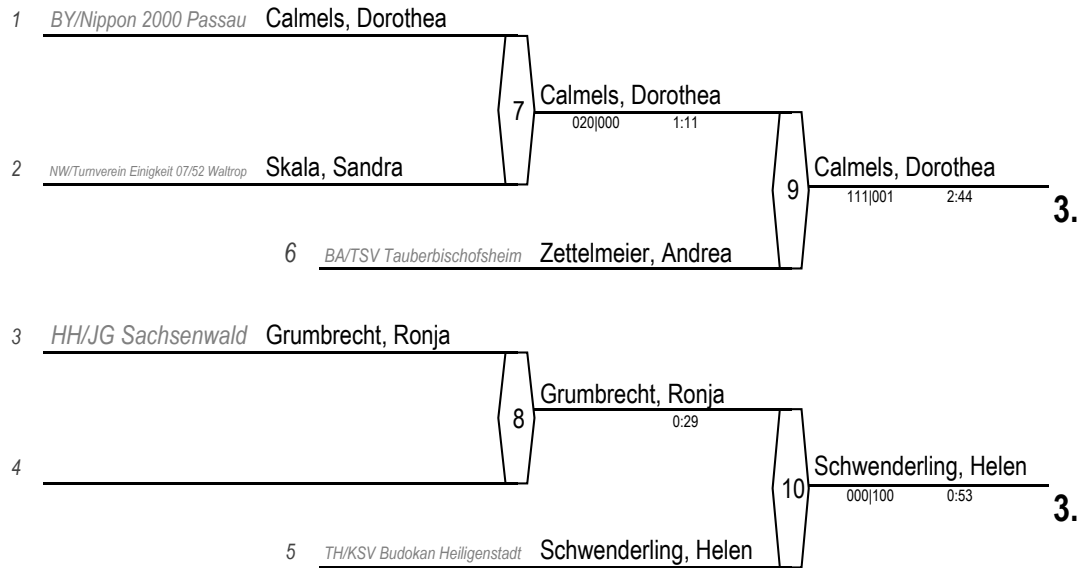 1 BY/Nippon 2000 Passau Calmels, Dorothea
7 Calmels, Dorothea
020|000 1:11
2 NW/Turnverein Einigkeit 07/52 Waltrop Skala, Sandra
9 Calmels, Dorothea
111|001 2:44
3.
6 BA/TSV Tauberbischofsheim Zettelmeier, Andrea
3 HH/JG Sachsenwald Grumbrecht, Ronja
8 Grumbrecht, Ronja
0:29
4
10 Schwenderling, Helen
000|100 0:53
3.
5 TH/KSV Budokan Heiligenstadt Schwenderling, Helen